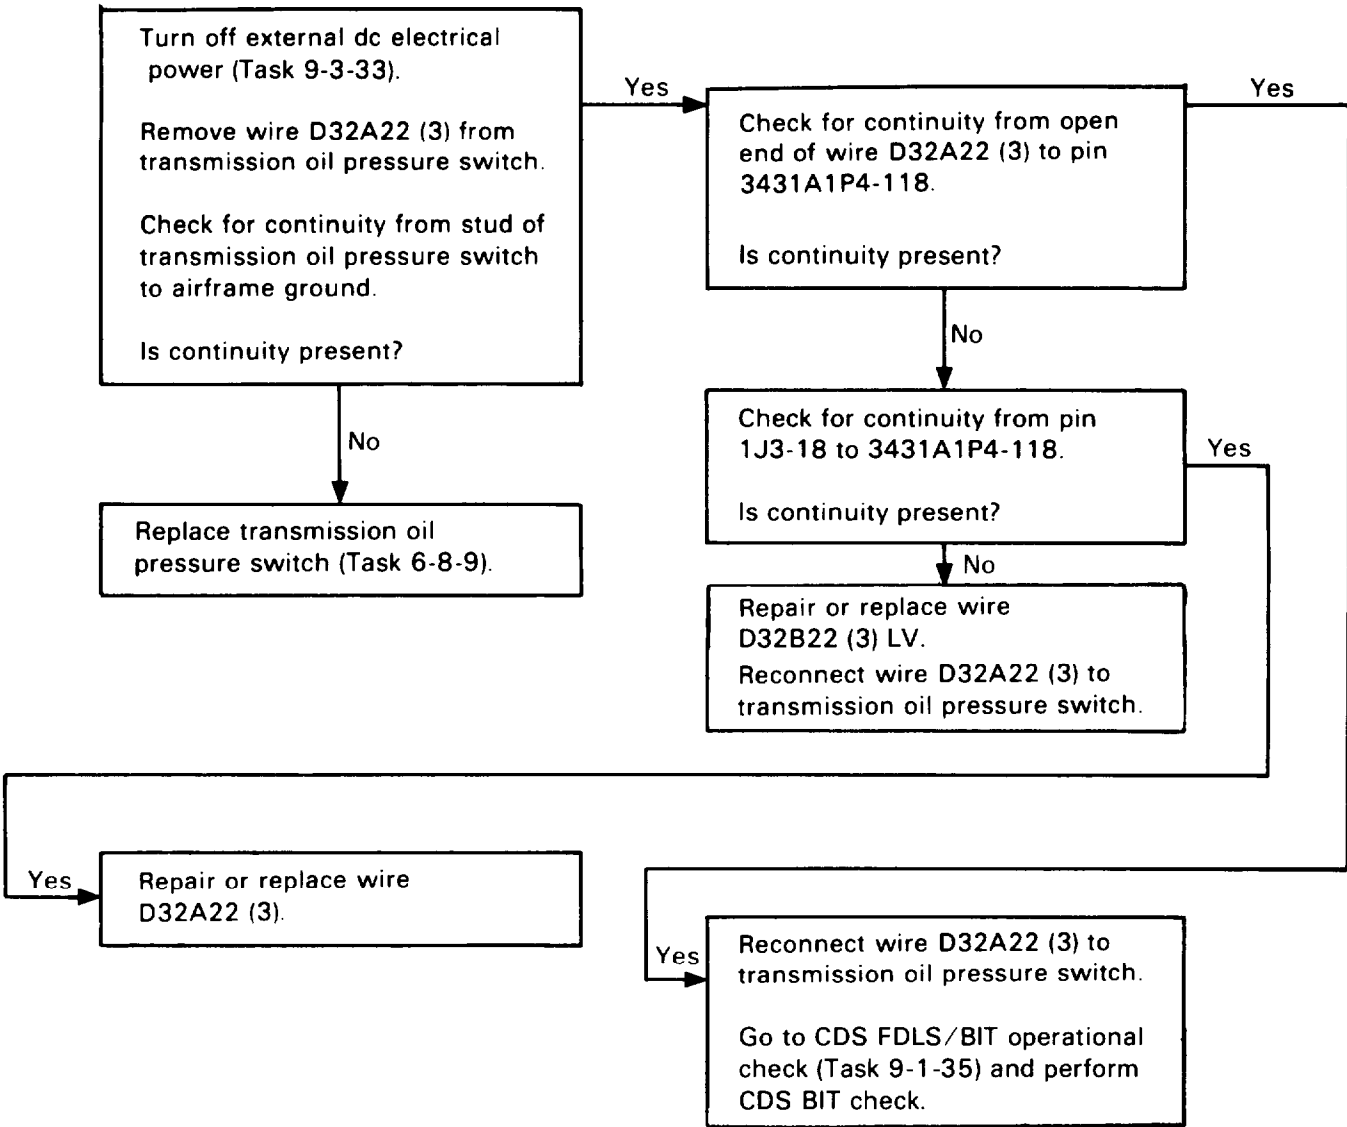 Turn off external dc electrical
power (Task 9-3-33).
Remove wire D32A22 (3) from
transmission oil pressure switch.
Check for continuity from stud of
transmission oil pressure switch
to airframe ground.
Is continuity present?
Yes
Check for continuity from open
end of wire D32A22 (3) to pin
3431A1P4-118.
Is continuity present?
Yes
No
Replace transmission oil
pressure switch (Task 6-8-9).
No
Check for continuity from pin
1J3-18 to 3431A1P4-118.
Is continuity present?
Yes
No
Repair or replace wire
D32B22 (3) LV.
Reconnect wire D32A22 (3) to
transmission oil pressure switch.
Yes
Repair or replace wire
D32A22 (3).
Yes
Reconnect wire D32A22 (3) to
transmission oil pressure switch.
Go to CDS FDLS/BIT operational
check (Task 9-1-35) and perform
CDS BIT check.